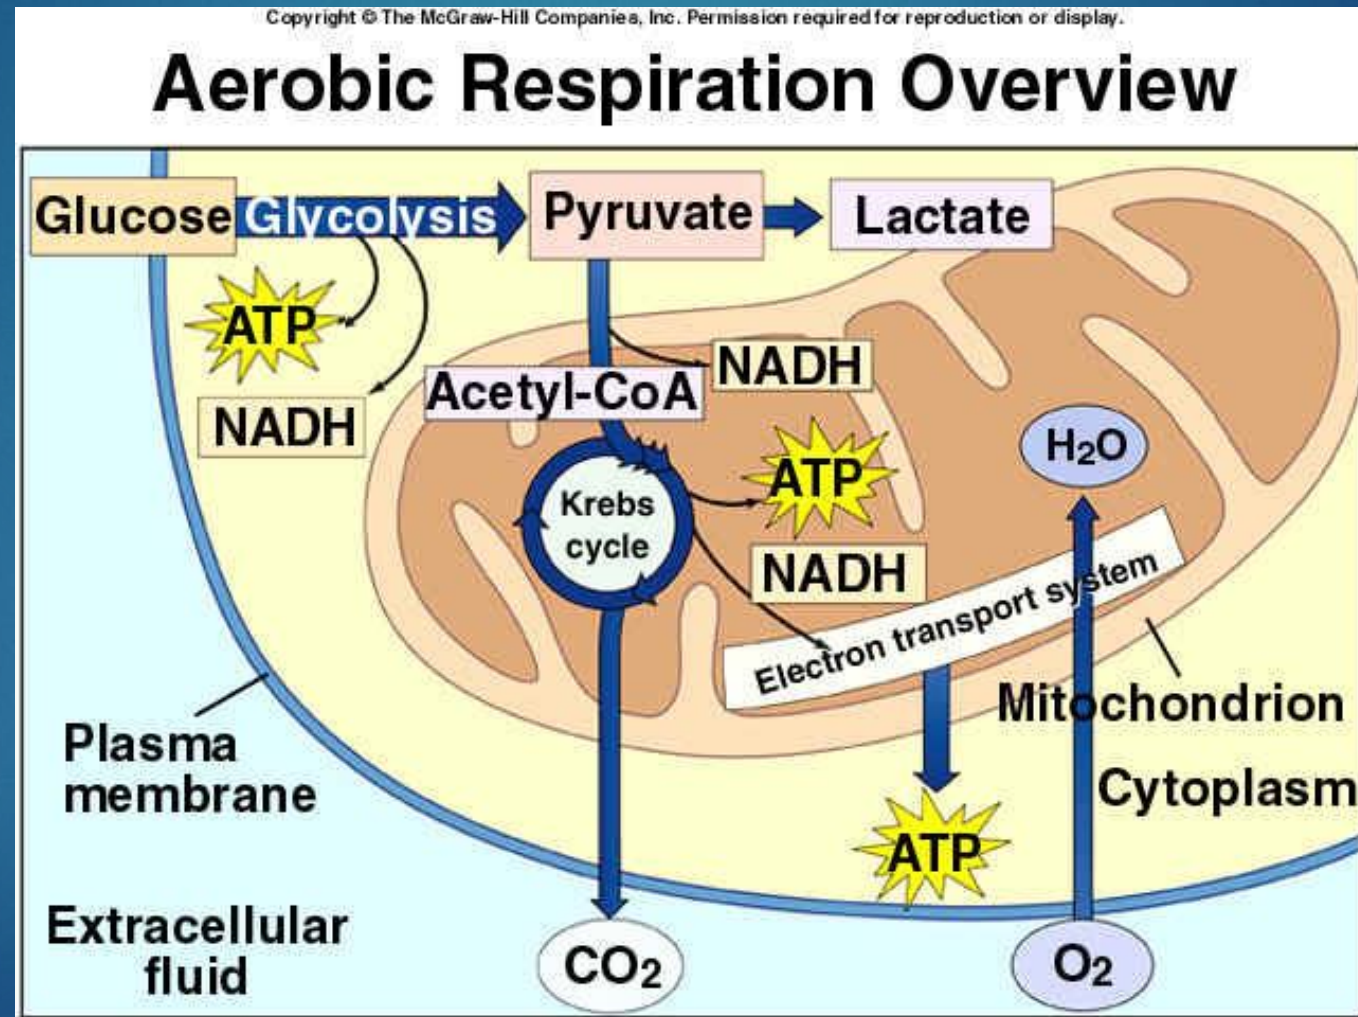 Copyright © The McGraw-Hill Companies, Inc. Permission required for reproduction or display.
Aerobic Respiration Overview
Glucose
Glycolysis
Pyruvate
Lactate
ATP
NADH
NADH
Acetyl-CoA
Krebs
cycle
ATP
NADH
H2O
Electron transport system
Mitochondrion
Plasma
membrane
Cytoplasm
ATP
Extracellular
fluid
CO2
O2